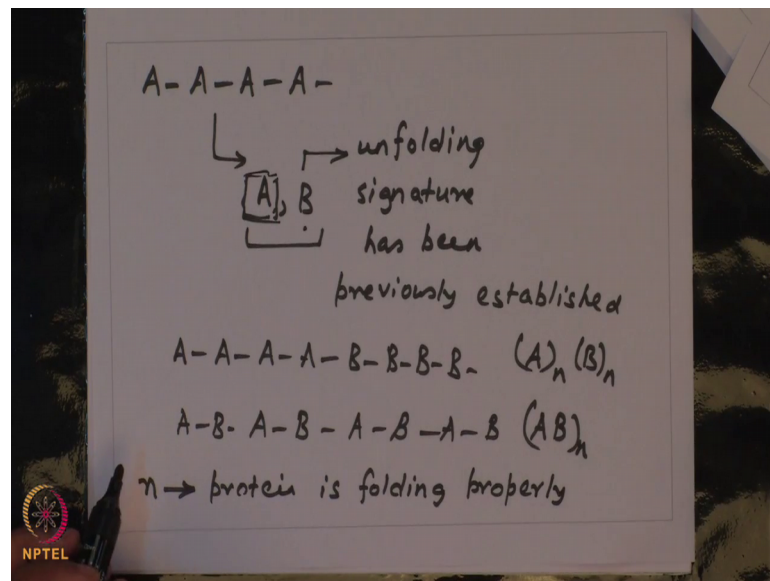 A-A-A-A-
A, B → unfolding
signature
has been
previously established
A-A-A-A-B-B-B-B- (A)n (B)n
A-B-A-B-A-B-A-B (AB)n
n → protein is folding properly
NPTEL